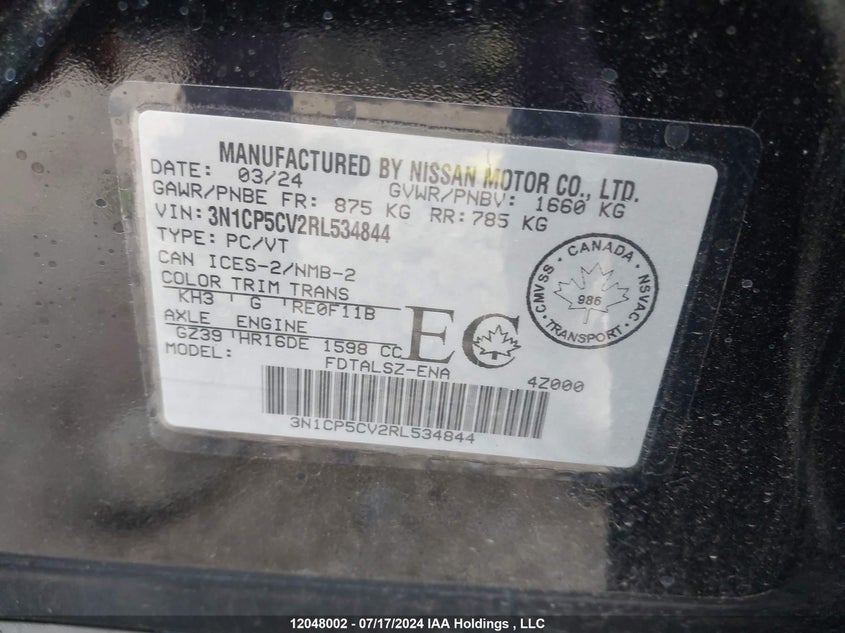 MANUFACTURED BY NISSAN MOTOR CO., LTD.
DATE: 03/24 GVWR/PNBV: 1660 KG
GAWR/PNBE FR: 875 KG RR: 785 KG
VIN: 3N1CP5CV2RL534844
TYPE: PC/VT
CAN ICES-2/NMB-2
COLOR TRIM TRANS
KH3 G RE0F11B
AXLE ENGINE
GZ39 HR16DE 1598 CC
MODEL: FDTALSZ-ENA
EC
CANADA
CMVSS
986
NSVAC
TRANSPORT
4Z000
3N1CP5CV2RL534844
12048002 - 07/17/2024 IAA Holdings , LLC